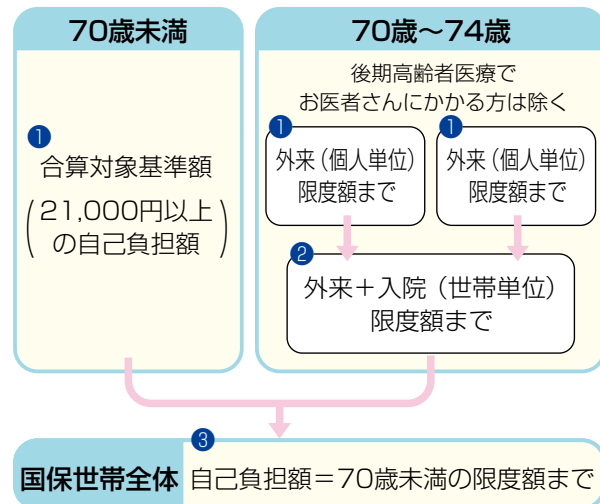 70歳未満
❶
合算対象基準額
(21,000円以上
の自己負担額)
70歳〜74歳
後期高齢者医療で
お医者さんにかかる方は除く
❶
外来(個人単位)
限度額まで
❶
外来(個人単位)
限度額まで
❷
外来+入院(世帯単位)
限度額まで
❸
国保世帯全体 自己負担額=70歳未満の限度額まで